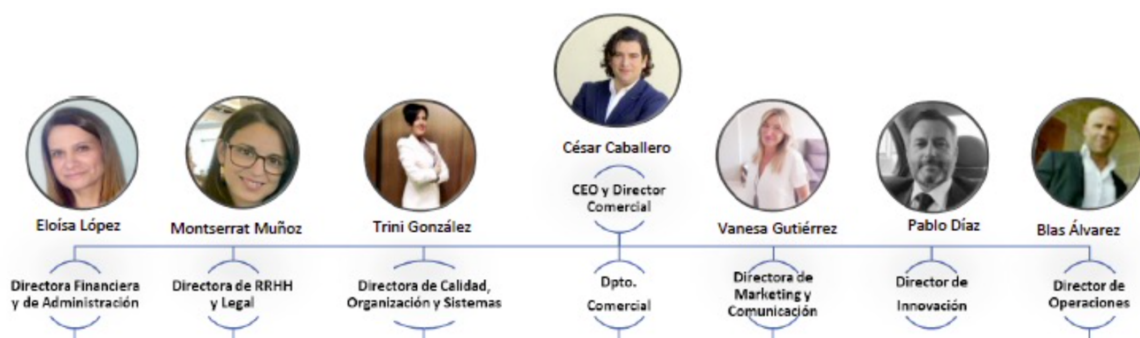 César Caballero
CEO y Director
Comercial
Eloísa López
Montserrat Muñoz
Trini González
Vanesa Gutiérrez
Pablo Díaz
Blas Álvarez
Directora Financiera
y de Administración
Directora de RRHH
y Legal
Directora de Calidad,
Organización y Sistemas
Dpto.
Comercial
Directora de
Marketing y
Comunicación
Director de
Innovación
Director de
Operaciones